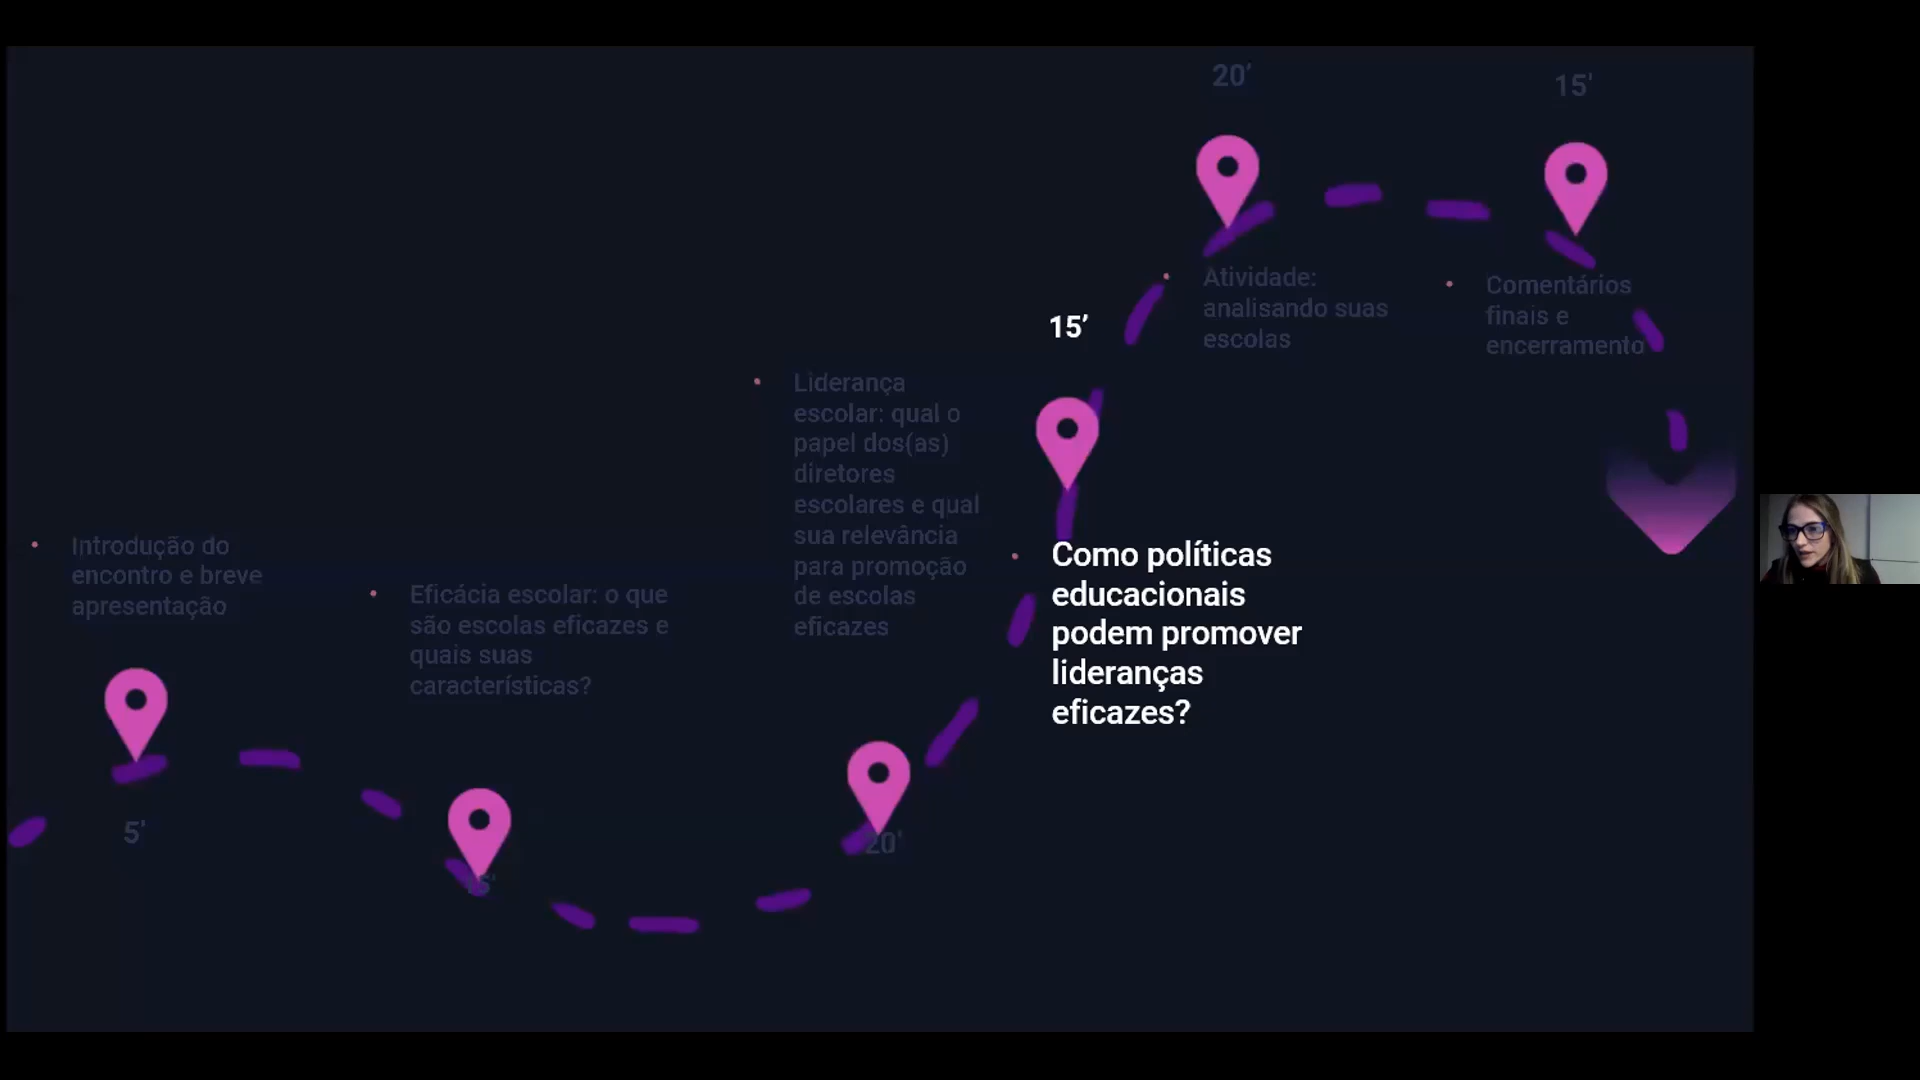 Introdução do
encontro e breve
apresentação
5'
Eficácia escolar: o que
são escolas eficazes e
quais suas
características?
15'
Liderança
escolar: qual o
papel dos(as)
diretores
escolares e qual
sua relevância
para promoção
de escolas
eficazes
20'
15’
Como políticas
educacionais
podem promover
lideranças
eficazes?
20’
Atividade:
analisando suas
escolas
15'
Comentários
finais e
encerramento